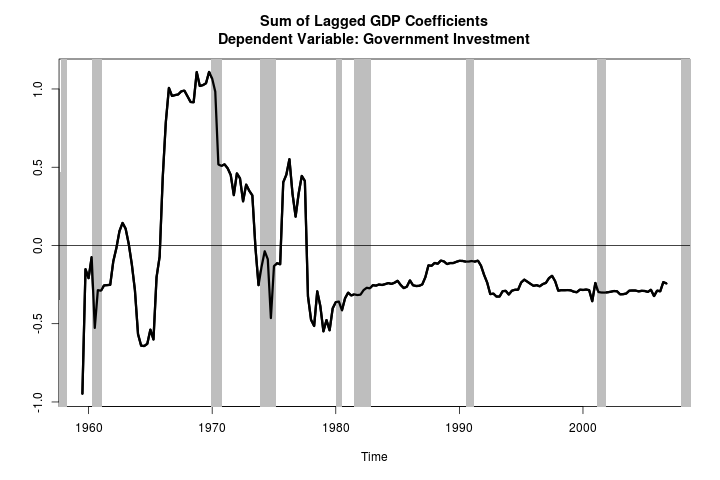 Sum of Lagged GDP Coefficients
Dependent Variable: Government Investment
1.0
0.5
0.0
-0.5
-1.0
1960 1970 1980 1990 2000
Time